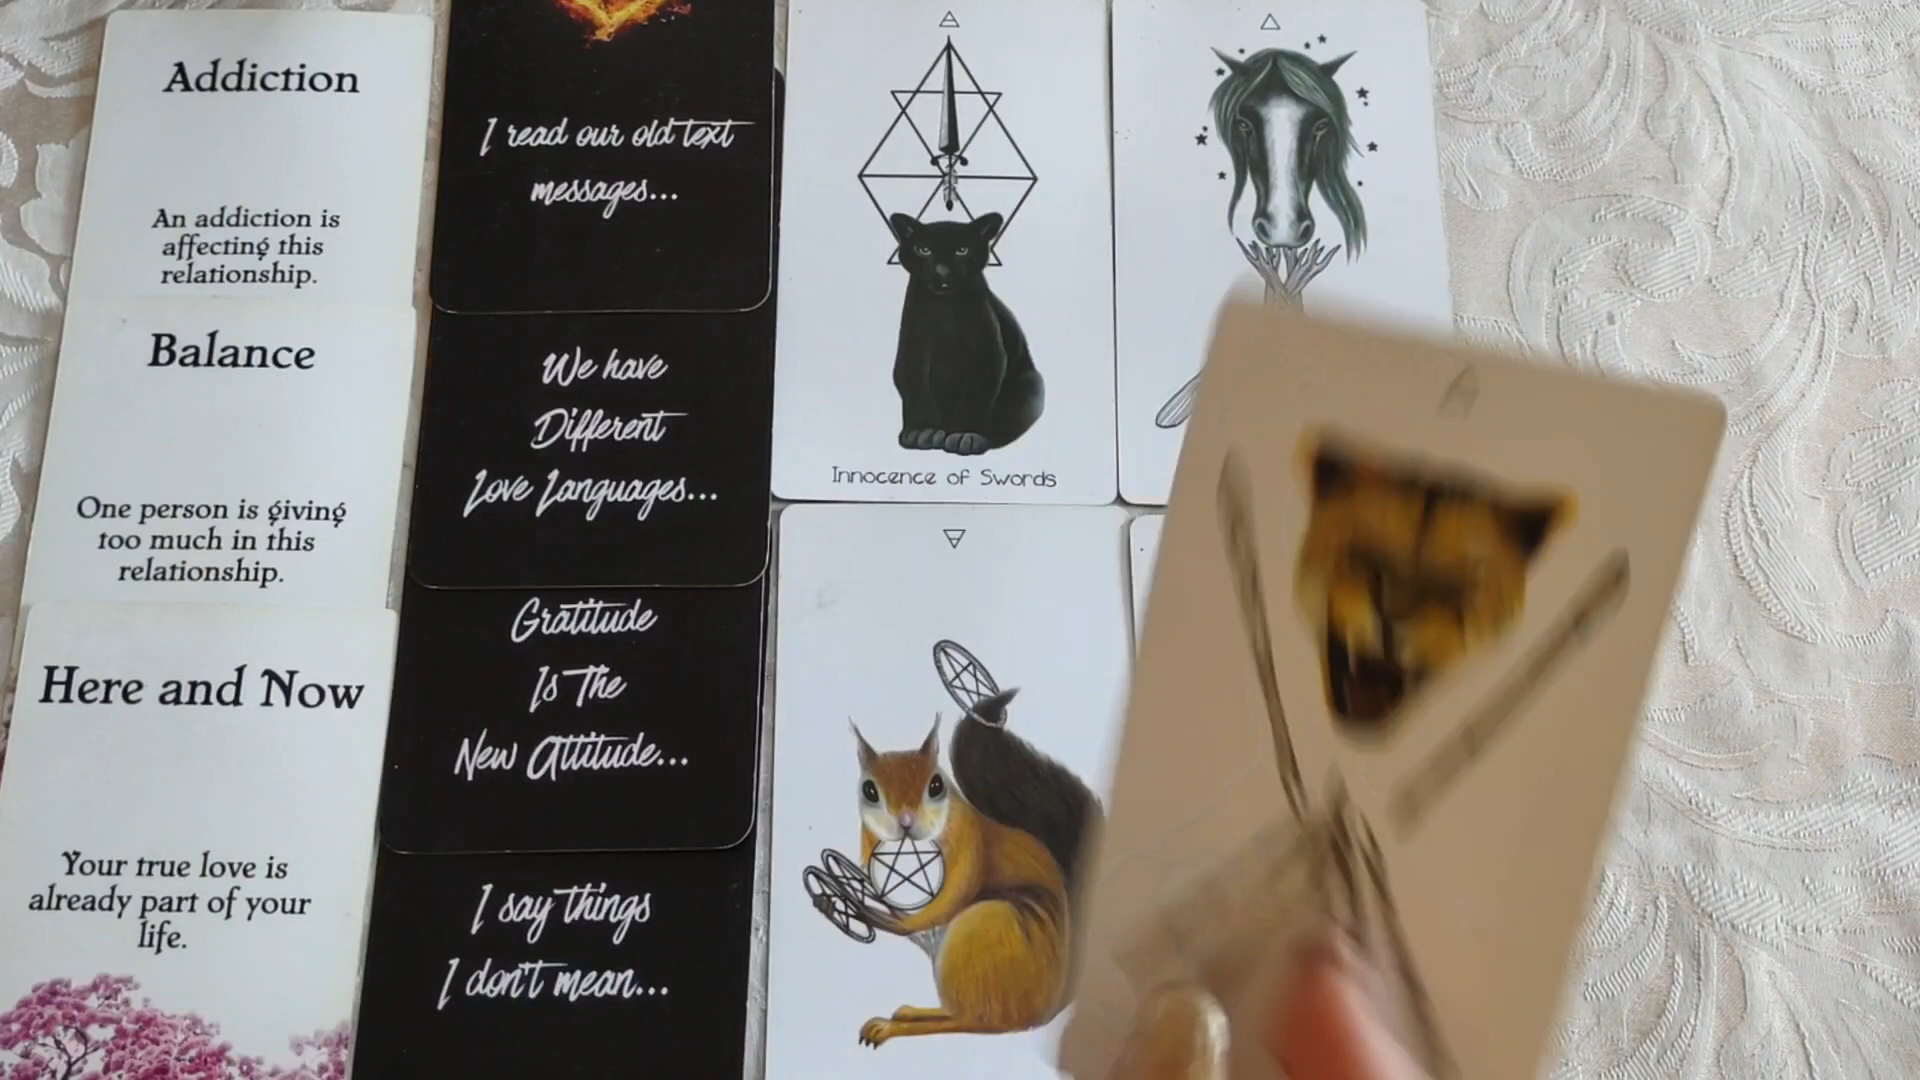 Addiction
An addiction is
affecting this
relationship.
Balance
One person is giving
too much in this
relationship.
Here and Now
Your true love is
already part of your
life.
I read our old text
messages...
We have
Different
Love Languages...
Gratitude
Is The
New Attitude...
I say things
I don't mean...
Innocence of Swords